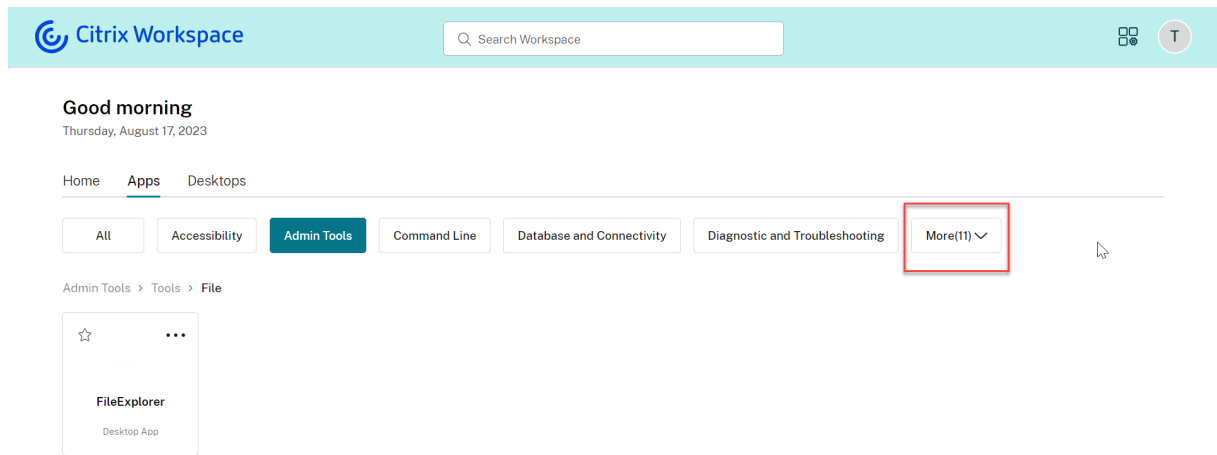 Citrix Workspace
Search Workspace
T
Good morning
Thursday, August 17, 2023
Home Apps Desktops
All Accessibility Admin Tools Command Line Database and Connectivity Diagnostic and Troubleshooting More(11)
Admin Tools > Tools > File
FileExplorer
Desktop App